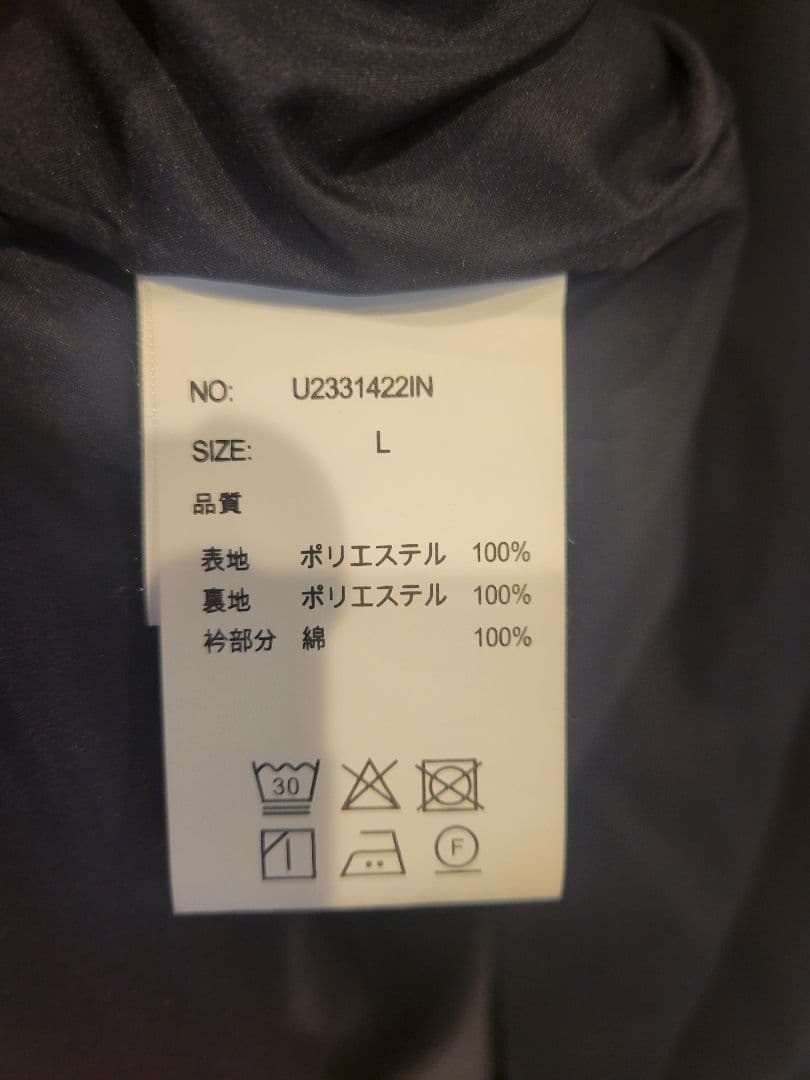 NO: U2331422IN
SIZE: L
品質
表地 ポリエステル 100%
裏地 ポリエステル 100%
衿部分 綿 100%
30
F